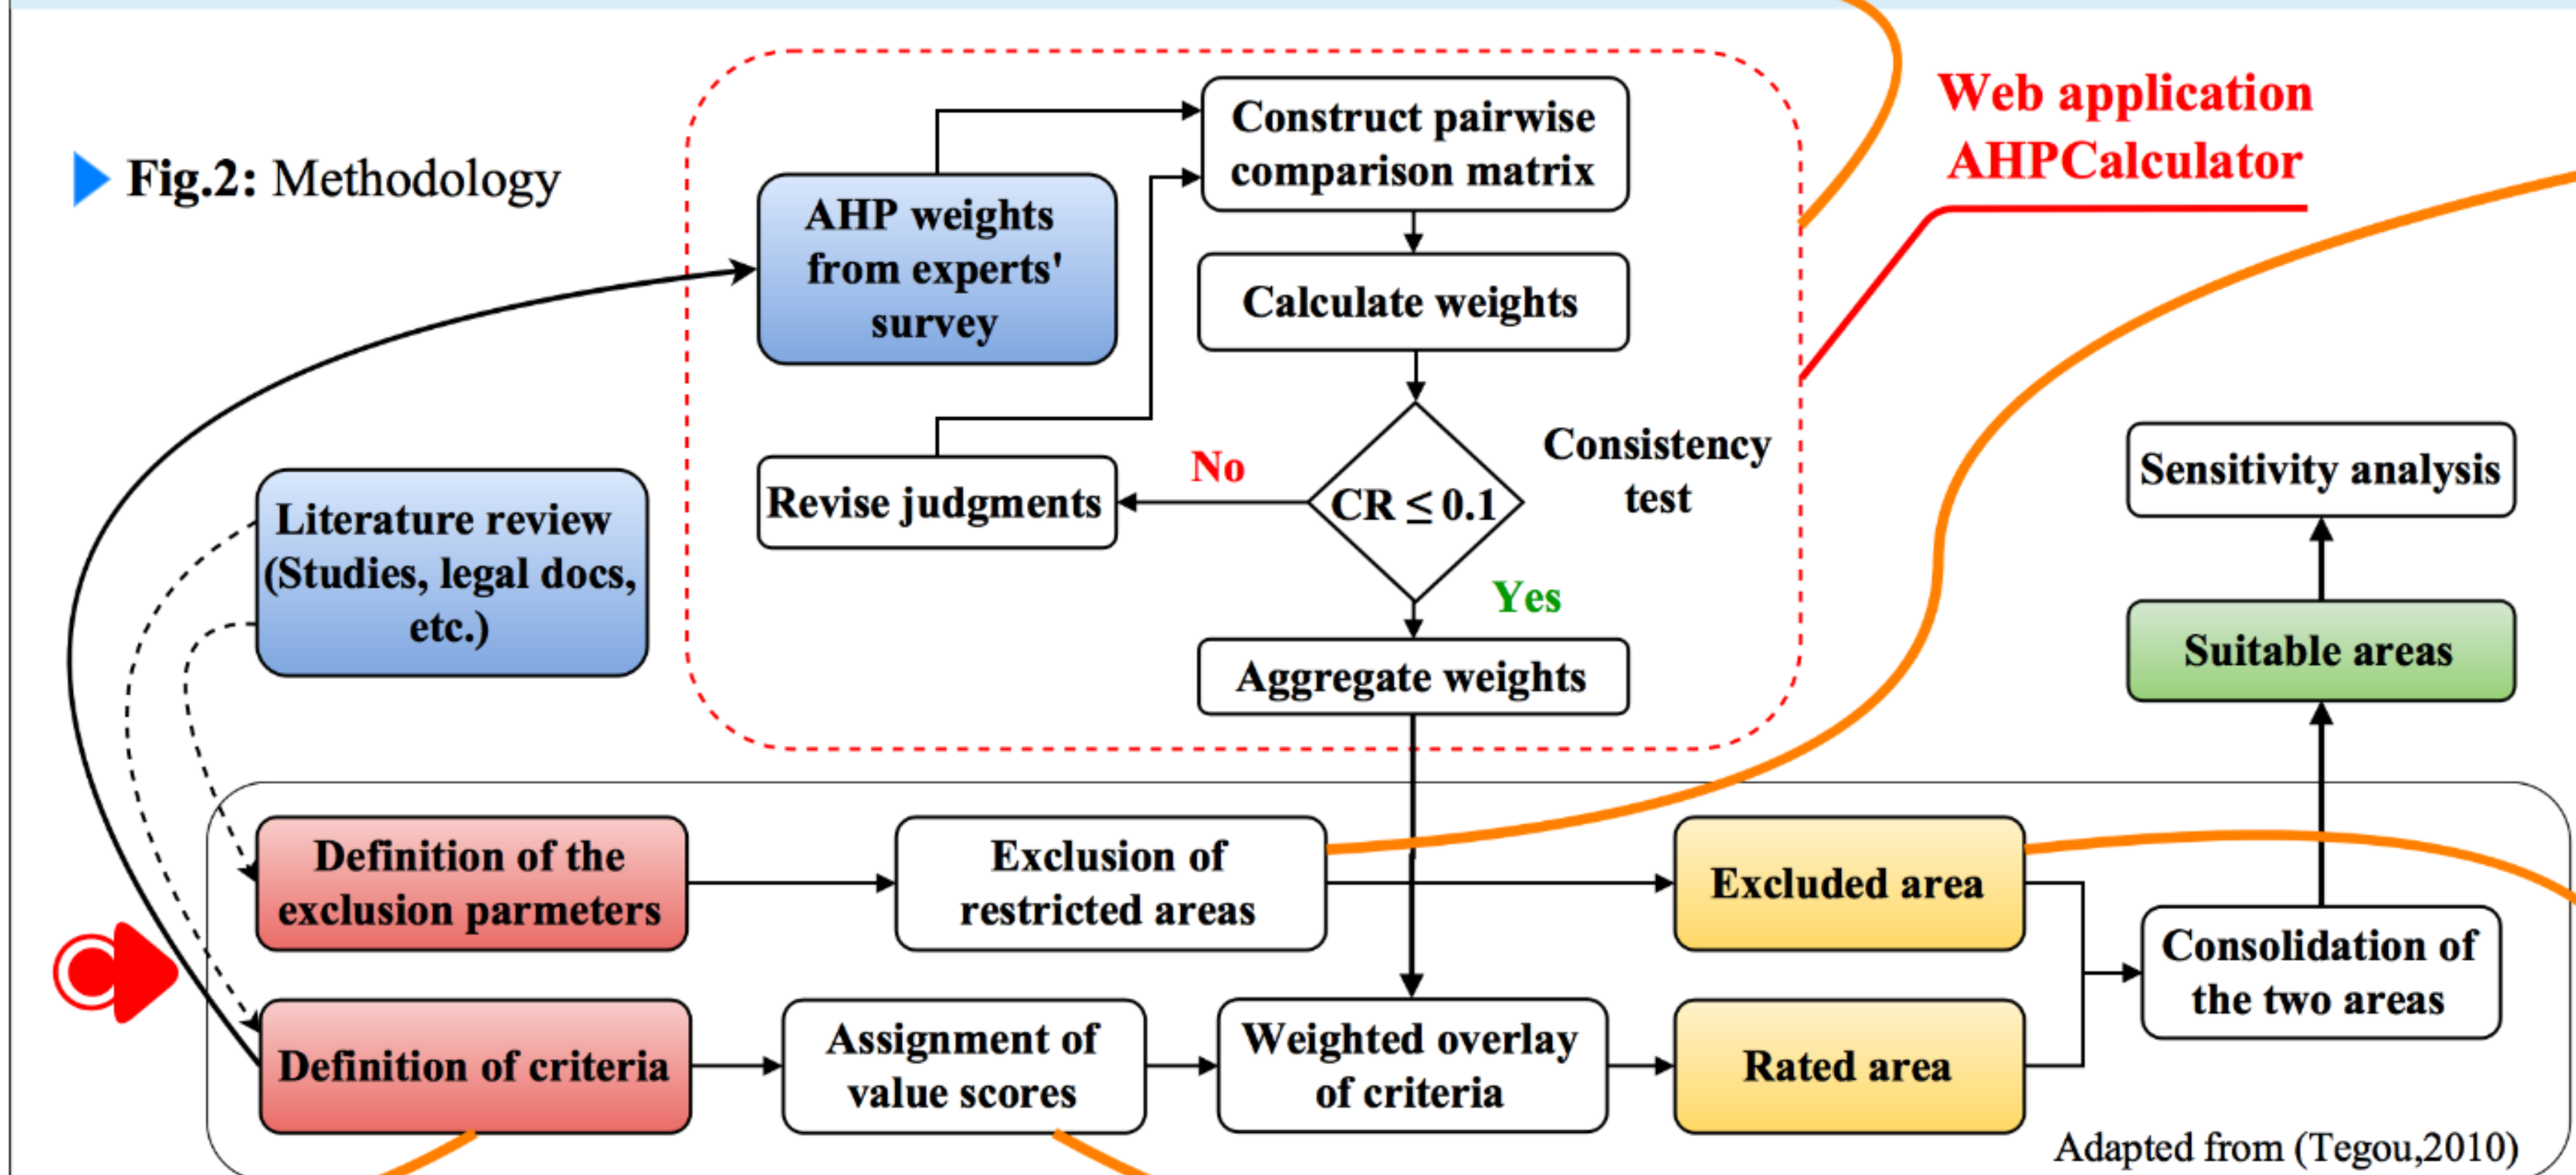 Fig.2: Methodology
Web application
AHPCalculator
Construct pairwise
comparison matrix
AHP weights
from experts'
survey
Calculate weights
Consistency
test
No
CR ≤ 0.1
Revise judgments
Yes
Aggregate weights
Literature review
(Studies, legal docs,
etc.)
Sensitivity analysis
Suitable areas
Definition of the
exclusion parmeters
Exclusion of
restricted areas
Excluded area
Consolidation of
the two areas
Definition of criteria
Assignment of
value scores
Weighted overlay
of criteria
Rated area
Adapted from (Tegou,2010)